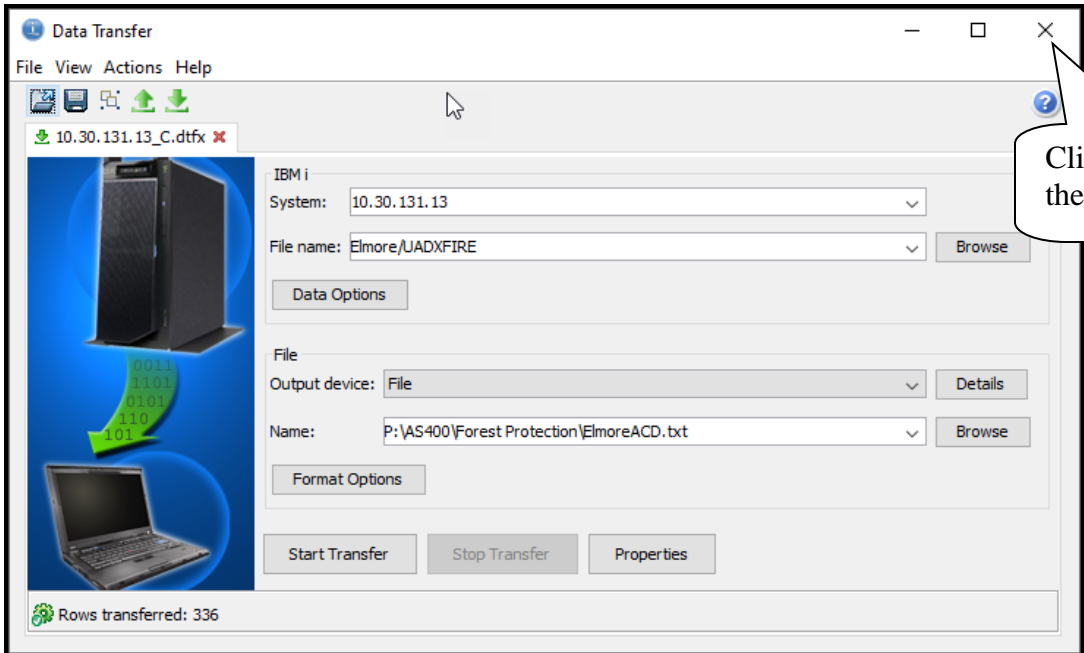 Data Transfer
File View Actions Help
10.30.131.13_C.dtfx
IBM i
System: 10.30.131.13
File name: Elmore/UADXFIRE Browse
Data Options
File
Output device: File Details
Name: P:\AS400\Forest Protection\ElmoreACD.txt Browse
Format Options
Start Transfer Stop Transfer Properties
Rows transferred: 336
Cli
the
0011
1101
0101
110
101